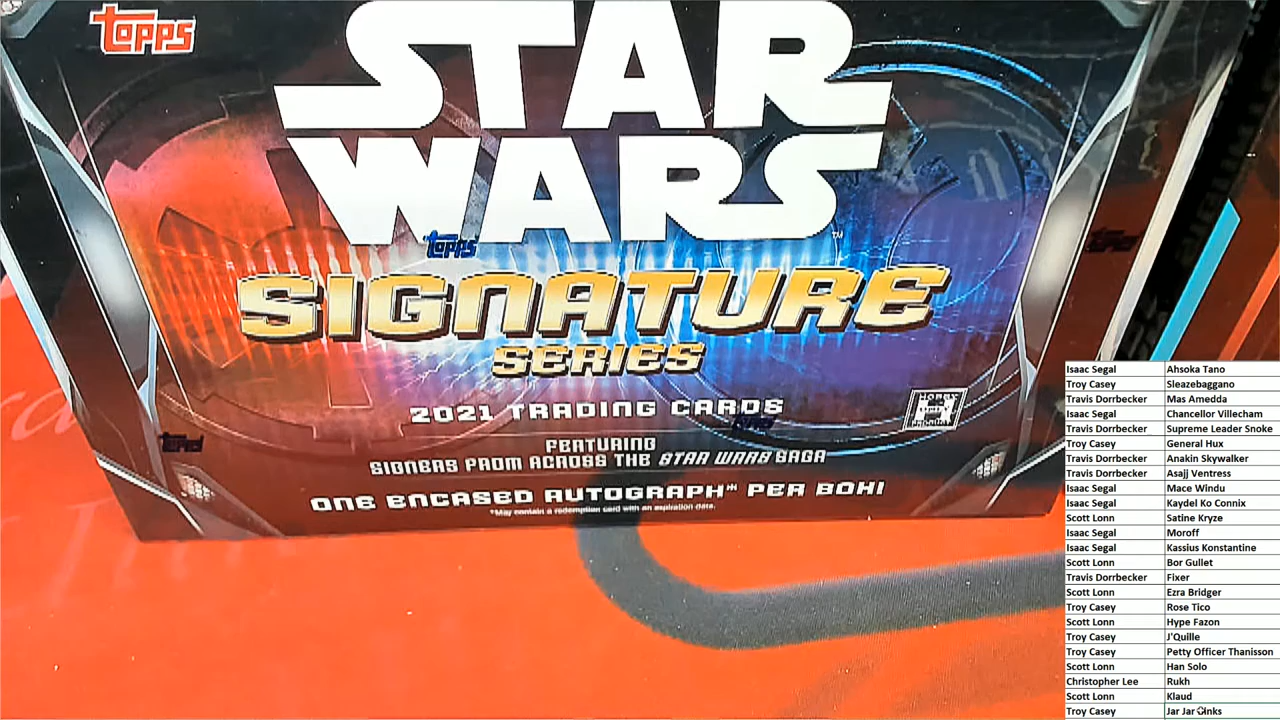 topps
STAR
WARS
TM
topps
SIGNATURE
SERIES
2021 TRADING CARDS
FEATURING
SIGNERS FROM ACROSS THE STAR WARS SAGA
ONE ENCASED AUTOGRAPH* PER BOX!
*May contain a redemption card with an expiration date.
HOBBY
Isaac Segal Ahsoka Tano
Troy Casey Sleazebaggano
Travis Dorrbecker Mas Amedda
Isaac Segal Chancellor Villecham
Travis Dorrbecker Supreme Leader Snoke
Troy Casey General Hux
Travis Dorrbecker Anakin Skywalker
Travis Dorrbecker Asajj Ventress
Isaac Segal Mace Windu
Isaac Segal Kaydel Ko Connix
Scott Lonn Satine Kryze
Isaac Segal Moroff
Isaac Segal Kassius Konstantine
Scott Lonn Bor Gullet
Travis Dorrbecker Fixer
Scott Lonn Ezra Bridger
Troy Casey Rose Tico
Scott Lonn Hype Fazon
Troy Casey J'Quille
Troy Casey Petty Officer Thanisson
Scott Lonn Han Solo
Christopher Lee Rukh
Scott Lonn Klaud
Troy Casey Jar Jar Binks